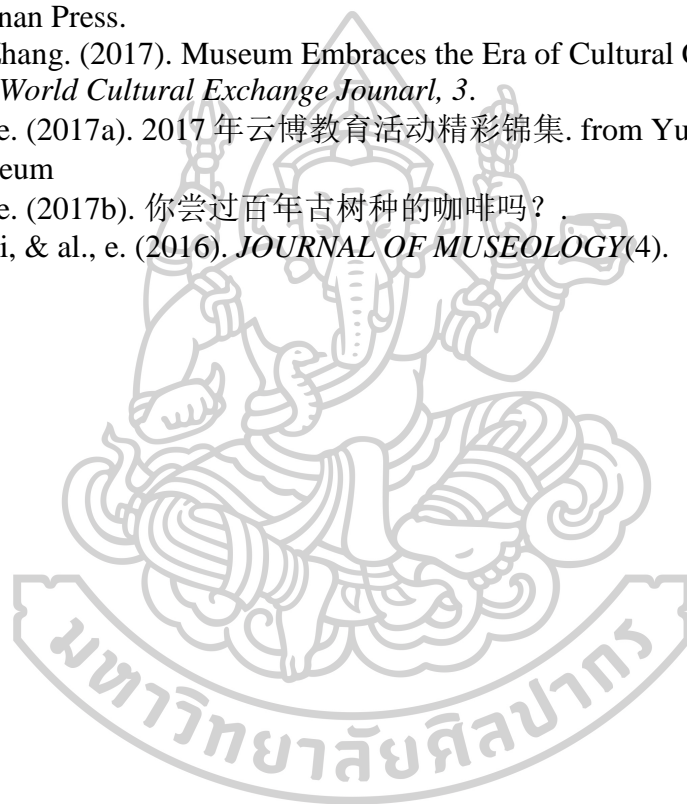 nan Press.
hang. (2017). Museum Embraces the Era of Cultural
World Cultural Exchange Jounarl, 3.
e. (2017a). 2017 年云博教育活动精彩锦集. from Yu
eum
e. (2017b). 你尝过百年古树种的咖啡吗？.
i, & al., e. (2016). JOURNAL OF MUSEOLOGY(4).
มหาวิทยาลัยศิลปากร